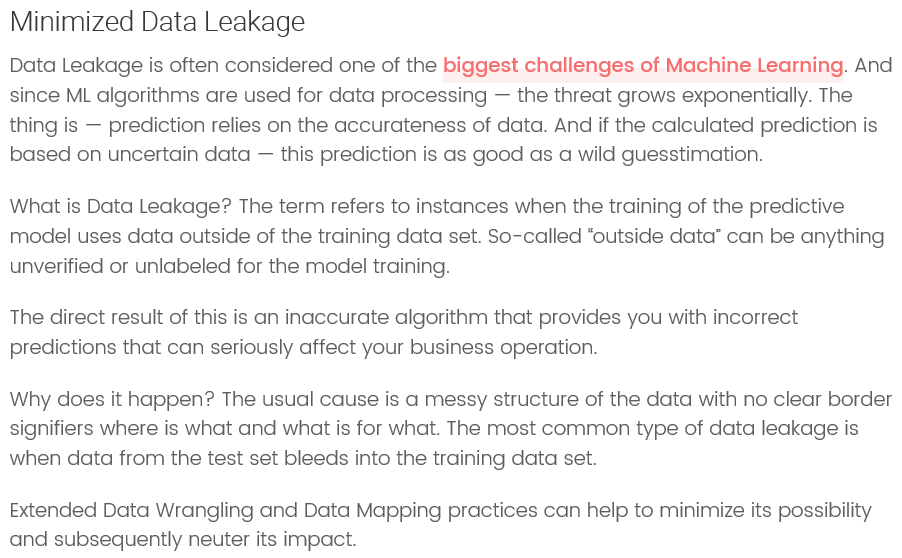 Minimized Data Leakage
Data Leakage is often considered one of the biggest challenges of Machine Learning. And
since ML algorithms are used for data processing — the threat grows exponentially. The
thing is — prediction relies on the accurateness of data. And if the calculated prediction is
based on uncertain data — this prediction is as good as a wild guesstimation.
What is Data Leakage? The term refers to instances when the training of the predictive
model uses data outside of the training data set. So-called “outside data” can be anything
unverified or unlabeled for the model training.
The direct result of this is an inaccurate algorithm that provides you with incorrect
predictions that can seriously affect your business operation.
Why does it happen? The usual cause is a messy structure of the data with no clear border
signifiers where is what and what is for what. The most common type of data leakage is
when data from the test set bleeds into the training data set.
Extended Data Wrangling and Data Mapping practices can help to minimize its possibility
and subsequently neuter its impact.